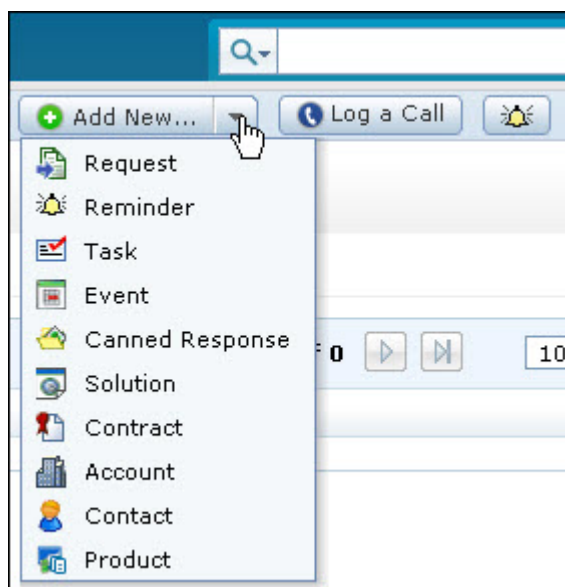 Add New... Log a Call
Request
Reminder
Task
Event
Canned Response
0
10
Solution
Contract
Account
Contact
Product